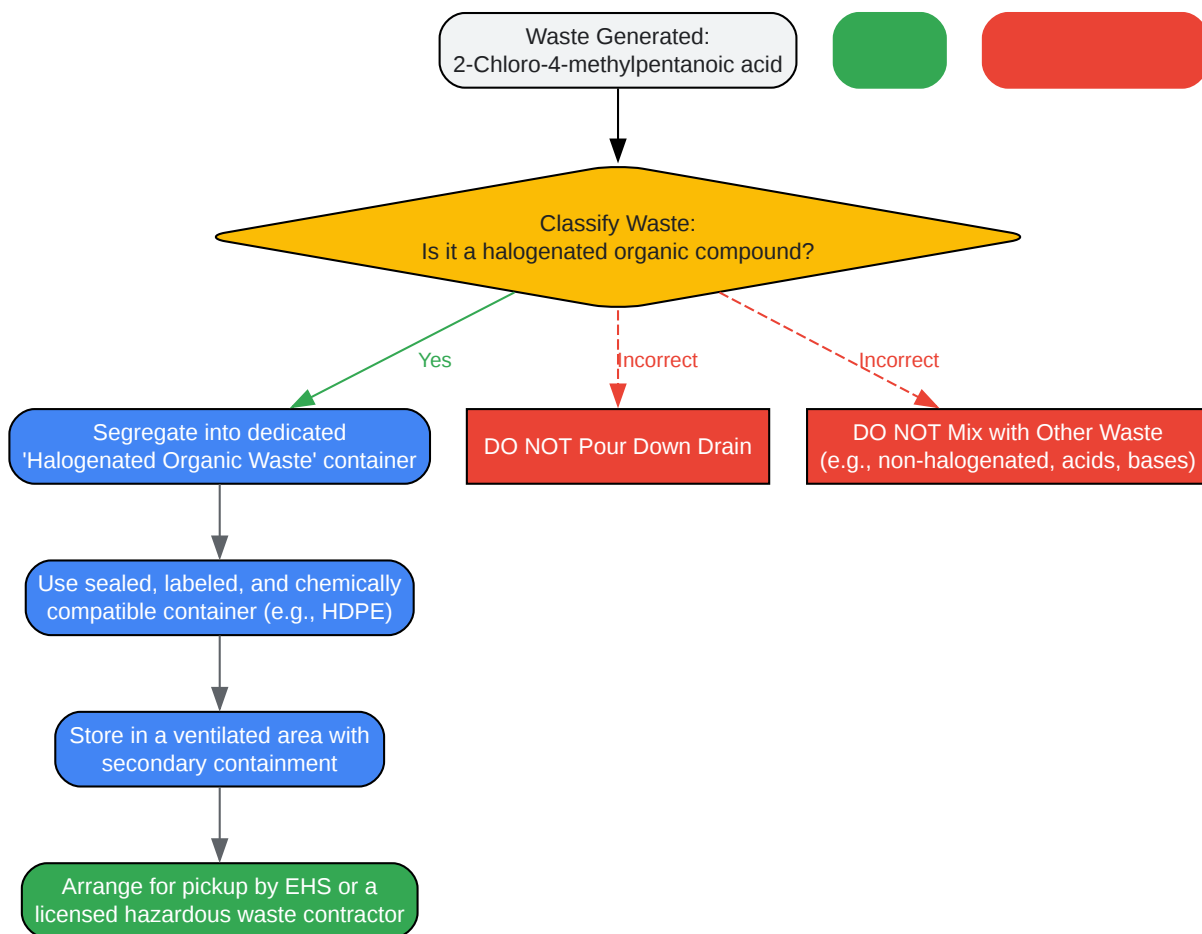 Waste Generated:
2-Chloro-4-methylpentanoic acid
Classify Waste:
Is it a halogenated organic compound?
Yes
Incorrect
Incorrect
Segregate into dedicated
'Halogenated Organic Waste' container
DO NOT Pour Down Drain
DO NOT Mix with Other Waste
(e.g., non-halogenated, acids, bases)
Use sealed, labeled, and chemically
compatible container (e.g., HDPE)
Store in a ventilated area with
secondary containment
Arrange for pickup by EHS or a
licensed hazardous waste contractor